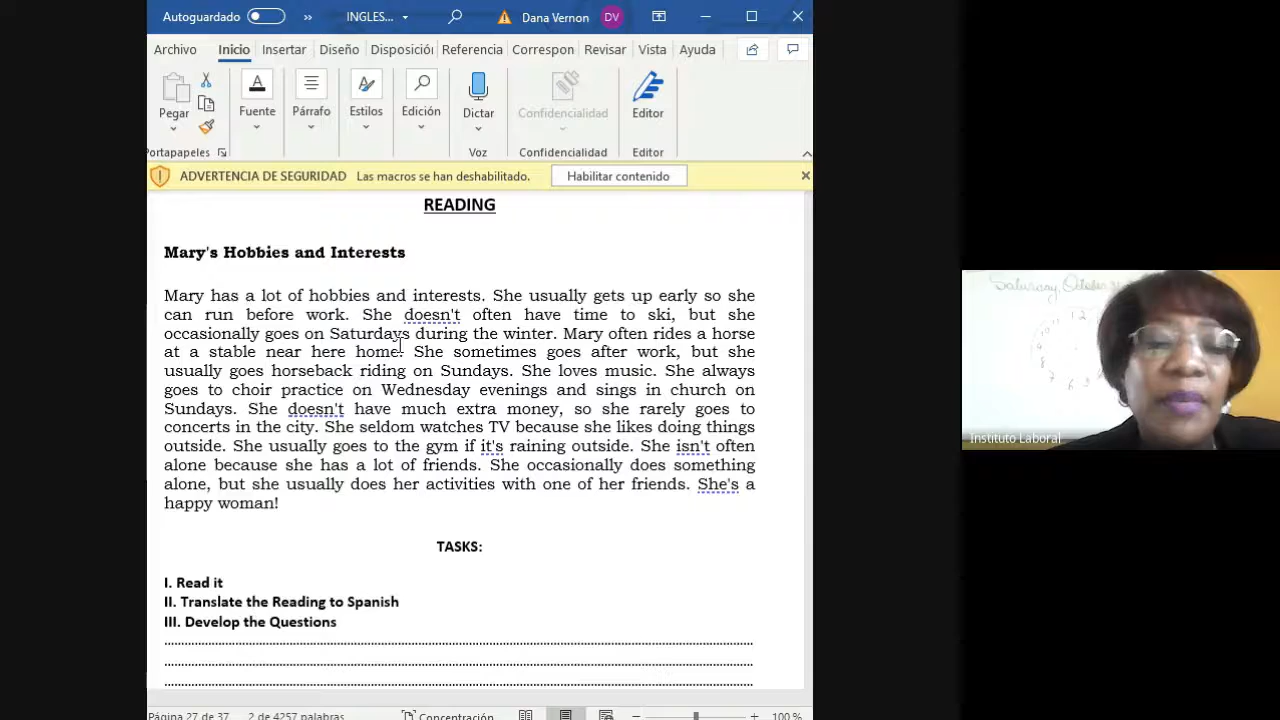 Autoguardado
»
INGLES...
Dana Vernon
DV
Archivo
Inicio
Insertar
Diseño
Disposició
Referencia
Correspon
Revisar
Vista
Ayuda
Pegar
Fuente
Párrafo
Estilos
Edición
Dictar
Confidencialidad
Editor
Portapapeles
Voz
Confidencialidad
Editor
ADVERTENCIA DE SEGURIDAD Las macros se han deshabilitado. Habilitar contenido
READING
Mary's Hobbies and Interests
Mary has a lot of hobbies and interests. She usually gets up early so she
can run before work. She doesn't often have time to ski, but she
occasionally goes on Saturdays during the winter. Mary often rides a horse
at a stable near here home. She sometimes goes after work, but she
usually goes horseback riding on Sundays. She loves music. She always
goes to choir practice on Wednesday evenings and sings in church on
Sundays. She doesn't have much extra money, so she rarely goes to
concerts in the city. She seldom watches TV because she likes doing things
outside. She usually goes to the gym if it's raining outside. She isn't often
alone because she has a lot of friends. She occasionally does something
alone, but she usually does her activities with one of her friends. She's a
happy woman!
TASKS:
I. Read it
II. Translate the Reading to Spanish
III. Develop the Questions
Página 27 de 37
2 de 4257 palabras
Concentración
100 %
Saturday, October
Instituto Laboral